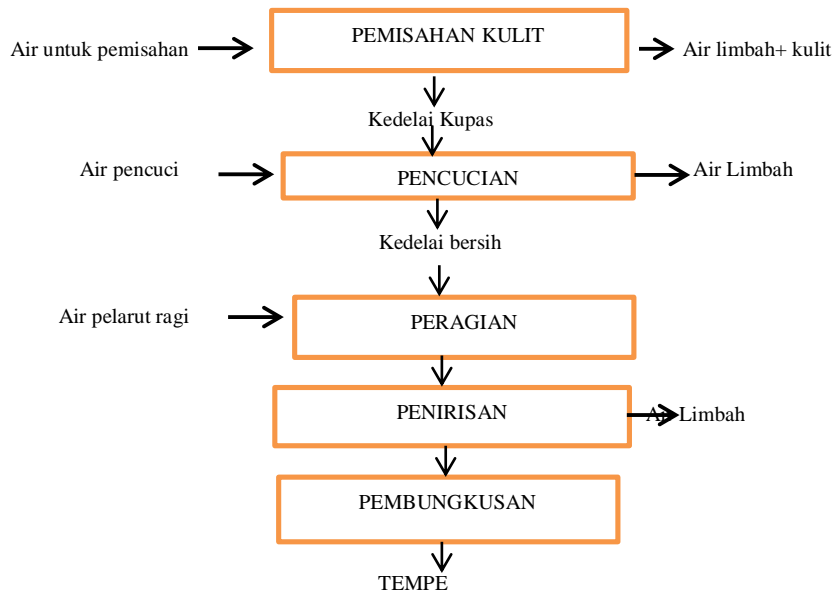 PEMISAHAN KULIT
Air untuk pemisahan
Air limbah+ kulit
Kedelai Kupas
Air pencuci
PENCUCIAN
Air Limbah
Kedelai bersih
Air pelarut ragi
PERAGIAN
PENIRISAN
Air Limbah
PEMBUNGKUSAN
TEMPE